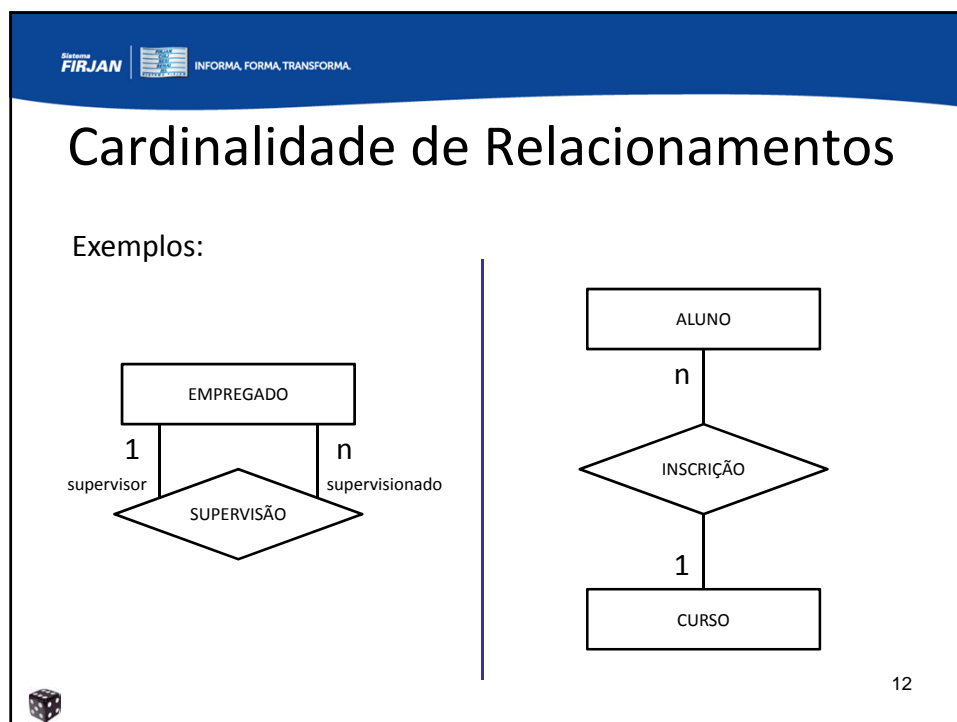 Sistema
FIRJAN
INFORMA, FORMA, TRANSFORMA.
Cardinalidade de Relacionamentos
Exemplos:
EMPREGADO
1
n
supervisor
supervisionado
SUPERVISÃO
ALUNO
n
INSCRIÇÃO
1
CURSO
12